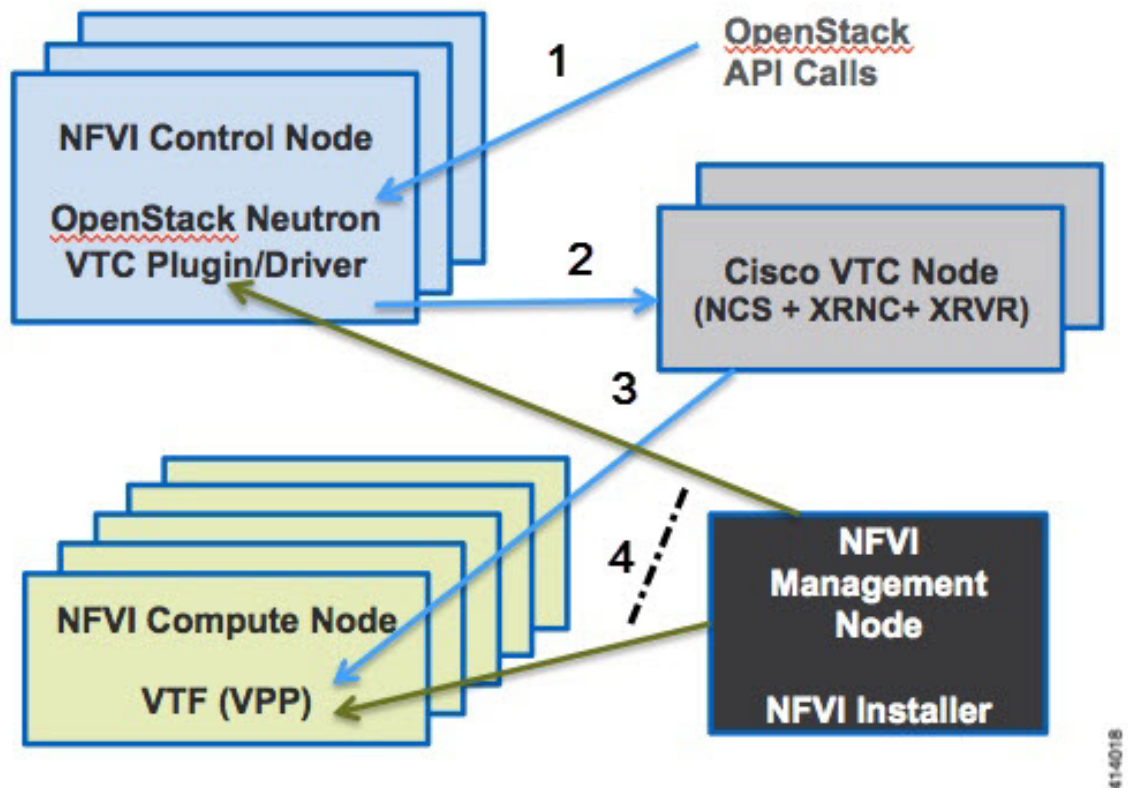 OpenStack
API Calls
1
NFVI Control Node
OpenStack Neutron
VTC Plugin/Driver
2
Cisco VTC Node
(NCS + XRNC+ XRVR)
3
4
NFVI
Management
Node
NFVI Installer
NFVI Compute Node
VTF (VPP)
414018